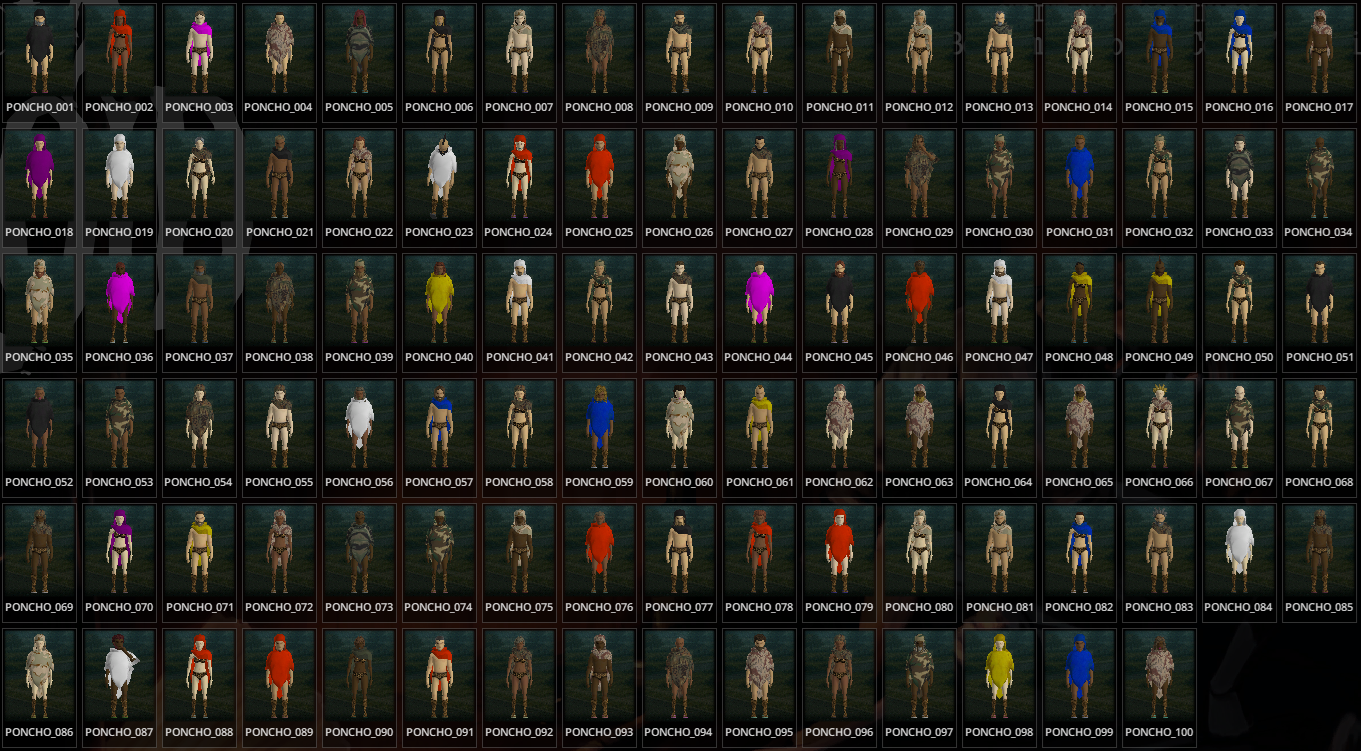 PONCHO_001 PONCHO_002 PONCHO_003 PONCHO_004 PONCHO_005 PONCHO_006 PONCHO_007 PONCHO_008 PONCHO_009 PONCHO_010 PONCHO_011 PONCHO_012 PONCHO_013 PONCHO_014 PONCHO_015 PONCHO_016 PONCHO_017
PONCHO_018 PONCHO_019 PONCHO_020 PONCHO_021 PONCHO_022 PONCHO_023 PONCHO_024 PONCHO_025 PONCHO_026 PONCHO_027 PONCHO_028 PONCHO_029 PONCHO_030 PONCHO_031 PONCHO_032 PONCHO_033 PONCHO_034
PONCHO_035 PONCHO_036 PONCHO_037 PONCHO_038 PONCHO_039 PONCHO_040 PONCHO_041 PONCHO_042 PONCHO_043 PONCHO_044 PONCHO_045 PONCHO_046 PONCHO_047 PONCHO_048 PONCHO_049 PONCHO_050 PONCHO_051
PONCHO_052 PONCHO_053 PONCHO_054 PONCHO_055 PONCHO_056 PONCHO_057 PONCHO_058 PONCHO_059 PONCHO_060 PONCHO_061 PONCHO_062 PONCHO_063 PONCHO_064 PONCHO_065 PONCHO_066 PONCHO_067 PONCHO_068
PONCHO_069 PONCHO_070 PONCHO_071 PONCHO_072 PONCHO_073 PONCHO_074 PONCHO_075 PONCHO_076 PONCHO_077 PONCHO_078 PONCHO_079 PONCHO_080 PONCHO_081 PONCHO_082 PONCHO_083 PONCHO_084 PONCHO_085
PONCHO_086 PONCHO_087 PONCHO_088 PONCHO_089 PONCHO_090 PONCHO_091 PONCHO_092 PONCHO_093 PONCHO_094 PONCHO_095 PONCHO_096 PONCHO_097 PONCHO_098 PONCHO_099 PONCHO_100